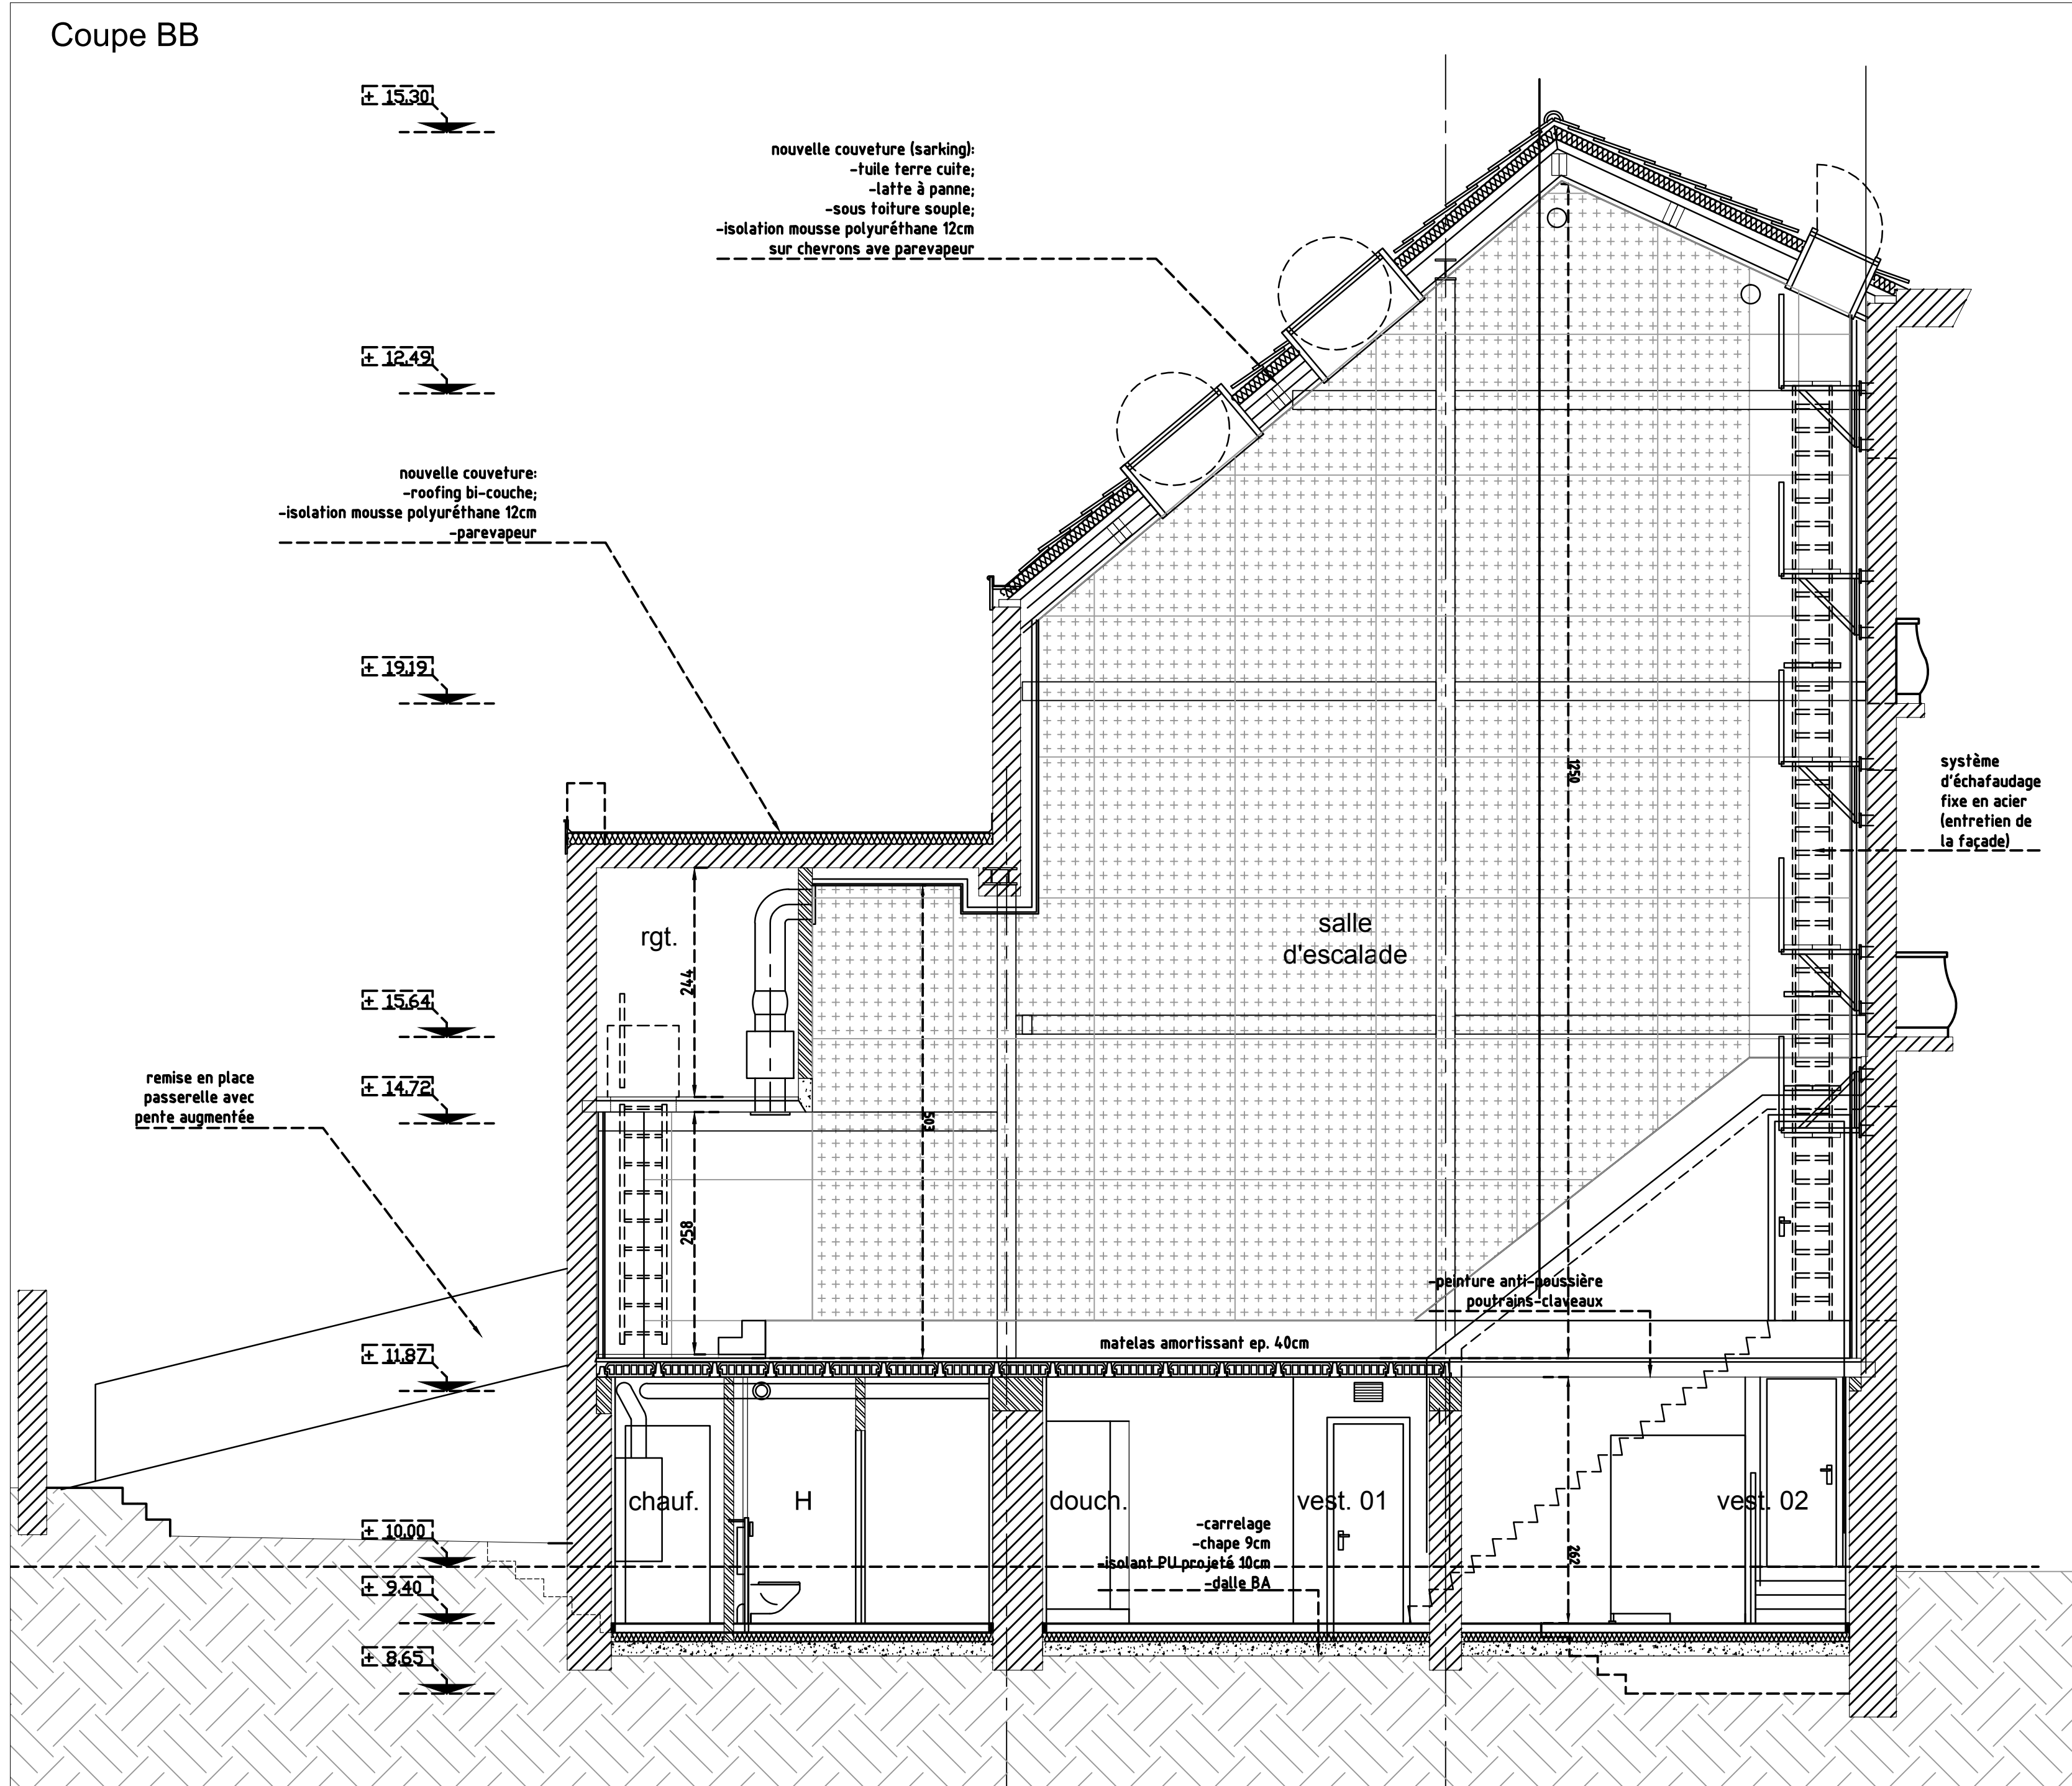 Coupe BB
+ 15.30
nouvelle couveture (sarking):
-tuile terre cuite;
-latte à panne;
-sous toiture souple;
-isolation mousse polyuréthane 12cm
sur chevrons ave parevapeur
+ 12.49
nouvelle couveture:
-roofing bi-couche;
-isolation mousse polyuréthane 12cm
-parevapeur
+ 19.19
1250
système
d'échafaudage
fixe en acier
(entretien de
la façade)
salle
d'escalade
rgt.
244
+ 15.64
+ 14.72
remise en place
passerelle avec
pente augmentée
503
258
-peinture anti-poussière
poutrains-claveaux
matelas amortissant ep. 40cm
+ 11.87
chauf.
H
douch.
vest. 01
vest. 02
-carrelage
-chape 9cm
-isolant PU projeté 10cm
-dalle BA
262
+ 10.00
+ 9.40
+ 8.65